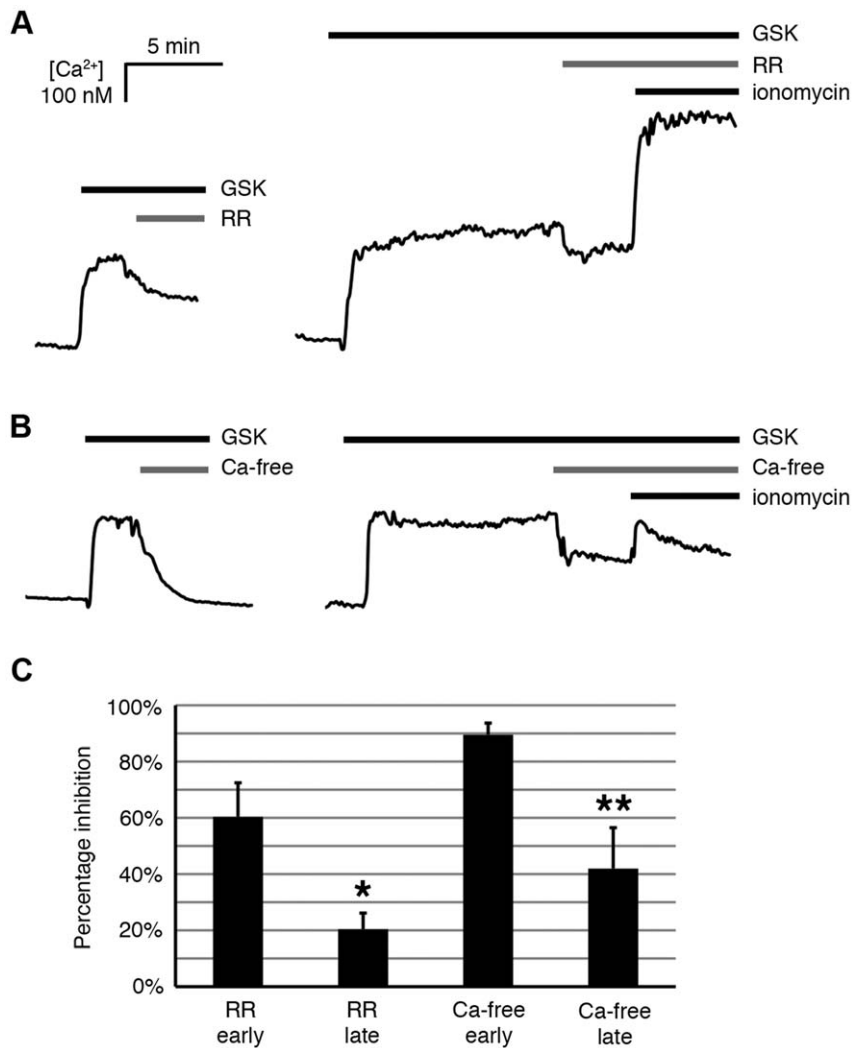 A
5 min
[Ca²⁺]
100 nM
GSK
RR
ionomycin
GSK
RR
B
GSK
Ca-free
GSK
Ca-free
ionomycin
C
Percentage inhibition
100%
80%
60%
40%
20%
0%
*
**
RR early
RR late
Ca-free early
Ca-free late